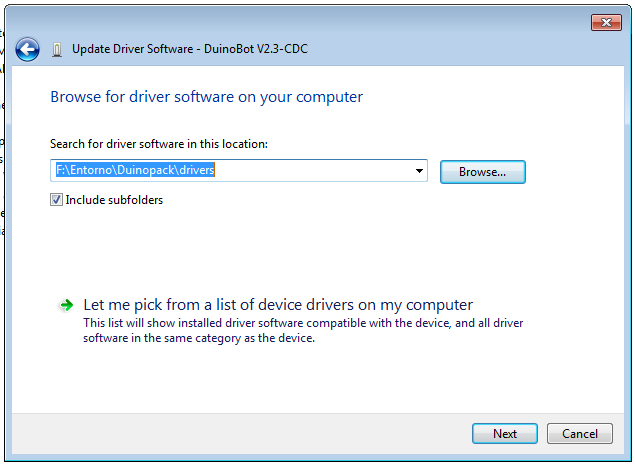 Update Driver Software - DuinoBot V2.3-CDC
Browse for driver software on your computer
Search for driver software in this location:
F:\Entorno\Duinopack\drivers
Browse...
Include subfolders
Let me pick from a list of device drivers on my computer
This list will show installed driver software compatible with the device, and all driver
software in the same category as the device.
Next
Cancel